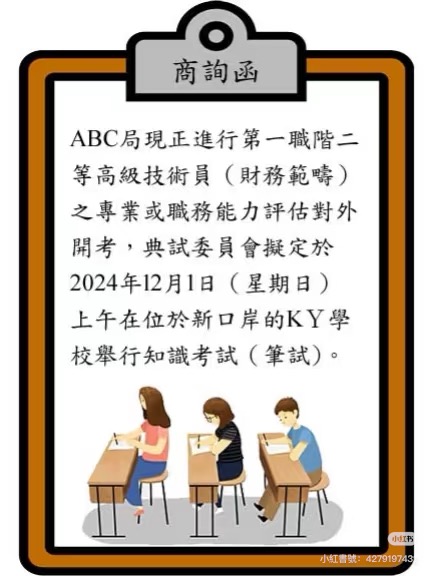 商詢函
ABC局現正進行第一職階二
等高級技術員（財務範疇）
之專業或職務能力評估對外
開考，典試委員會擬定於
2024年12月1日（星期日）
上午在位於新口岸的KY學
校舉行知識考試（筆試）。
小紅書
小紅書號：427919743